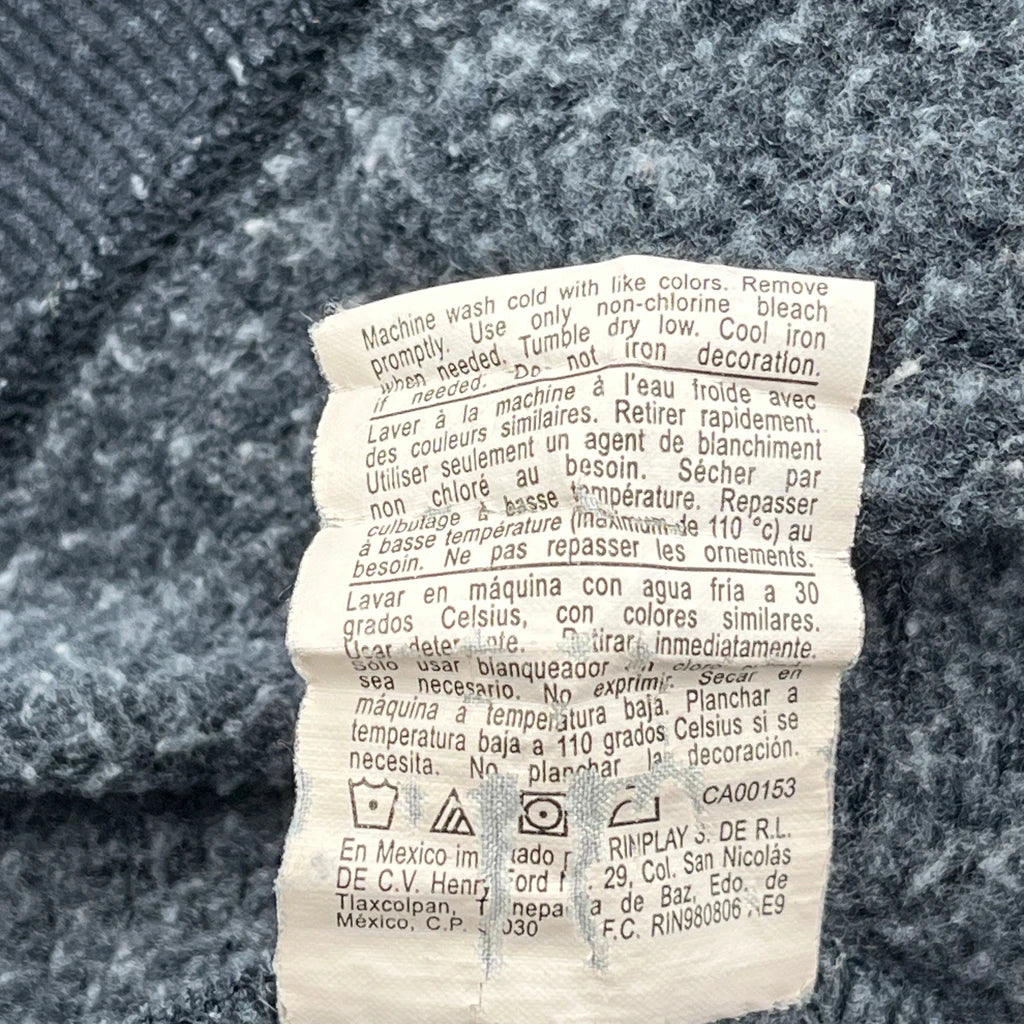 Machine wash cold with like colors. Remove
promptly. Use only non-chlorine bleach
when needed. Tumble dry low. Cool iron
if needed. Do not iron decoration.
Laver à la machine à l'eau froide avec
des couleurs similaires. Retirer rapidement.
Utiliser seulement un agent de blanchiment
non chloré au besoin. Sécher par
culbutage à basse température. Repasser
à basse température (maximum de 110 °c) au
besoin. Ne pas repasser les ornements.
Lavar en máquina con agua fría a 30
grados Celsius, con colores similares.
Usar inmediatamente.
Sólo usar blanqueador
sea necesario. No exprimir. Secar en
máquina a temperatura baja. Planchar a
temperatura baja a 110 grados Celsius si se
necesita. No planchar la decoración.
CA00153
En Mexico RINPLAY S. DE R.L.
DE C.V. Henry Ford 29, Col. San Nicolás
Tlaxcolpan, de Baz, Edo. de
México, C.P.